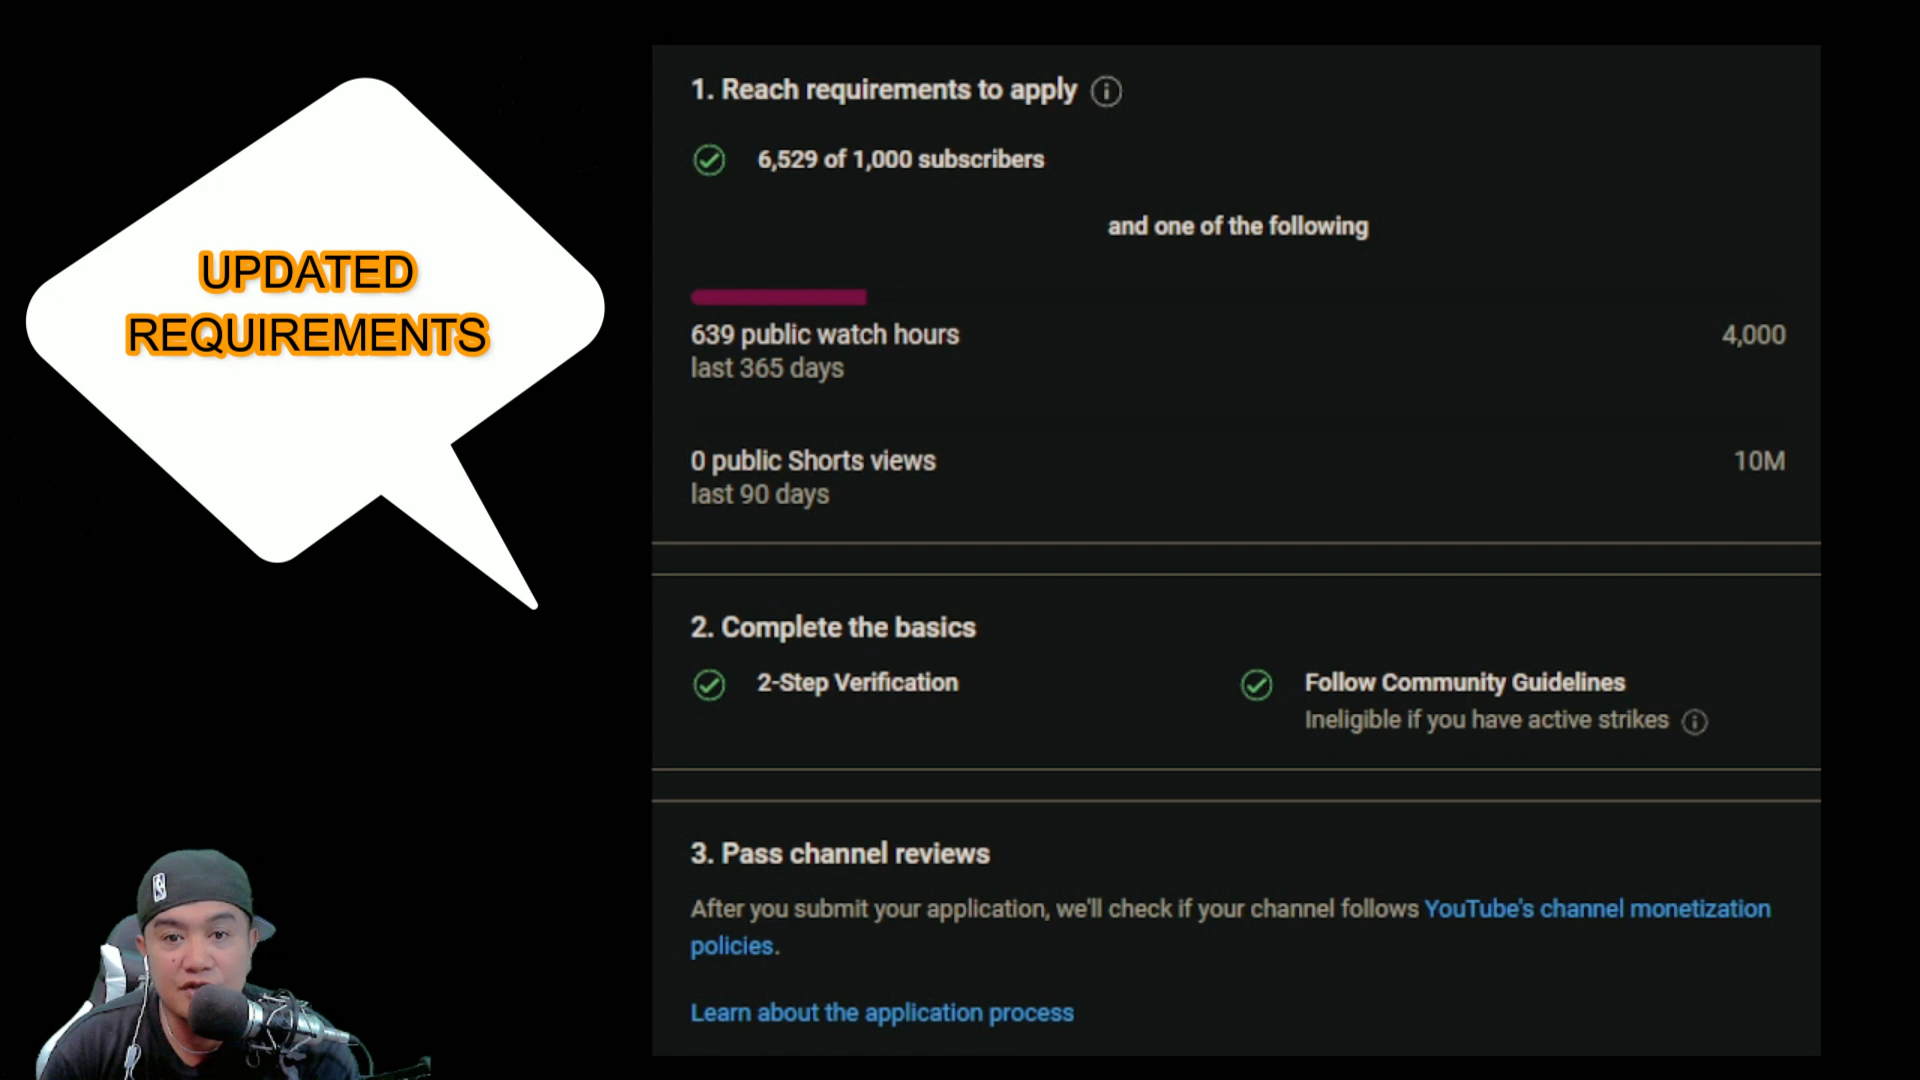 UPDATED
REQUIREMENTS
1. Reach requirements to apply
6,529 of 1,000 subscribers
and one of the following
639 public watch hours
4,000
last 365 days
0 public Shorts views
10M
last 90 days
2. Complete the basics
2-Step Verification
Follow Community Guidelines
Ineligible if you have active strikes
3. Pass channel reviews
After you submit your application, we'll check if your channel follows YouTube's channel monetization
policies.
Learn about the application process